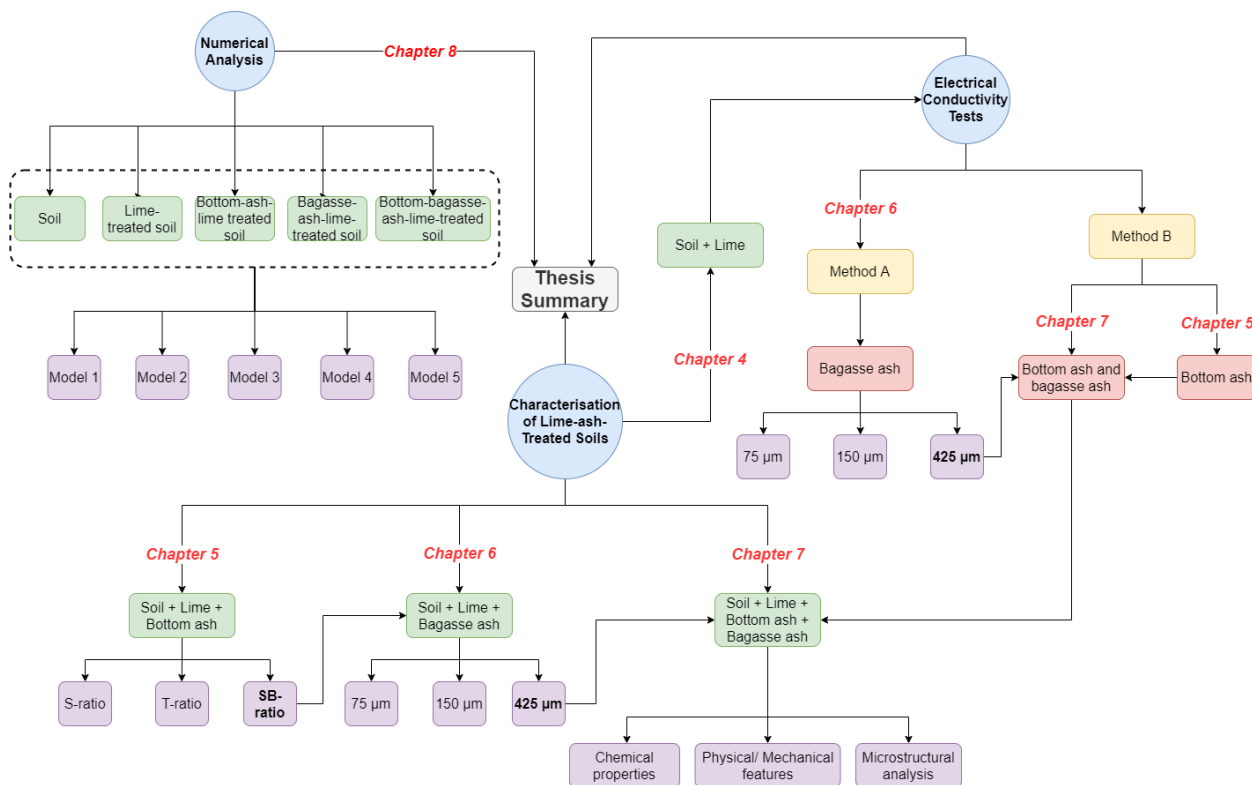 Numerical
Analysis
Chapter 8
Electrical
Conductivity
Tests
Soil
Lime-
treated soil
Bottom-ash-
lime treated
soil
Bagasse-
ash-lime-
treated soil
Bottom-bagasse-
ash-lime-treated
soil
Soil + Lime
Chapter 6
Method A
Method B
Thesis
Summary
Chapter 7
Chapter 5
Model 1
Model 2
Model 3
Model 4
Model 5
Chapter 4
Bagasse ash
Bottom ash and
bagasse ash
Bottom ash
Characterisation
of Lime-ash-
Treated Soils
75 µm
150 µm
425 µm
Chapter 5
Chapter 6
Chapter 7
Soil + Lime +
Bottom ash
Soil + Lime +
Bagasse ash
Soil + Lime +
Bottom ash +
Bagasse ash
S-ratio
T-ratio
SB-
ratio
75 µm
150 µm
425 µm
Chemical
properties
Physical/ Mechanical
features
Microstructural
analysis